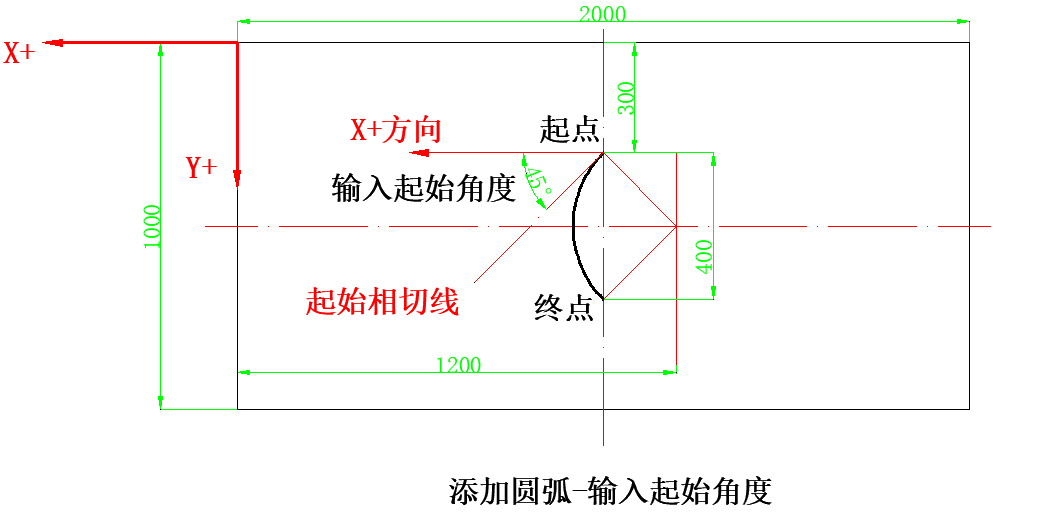 2000
X+
300
X+方向
起点
Y+
输入起始角度
45°
1000
400
起始相切线
终点
1200
添加圆弧-输入起始角度